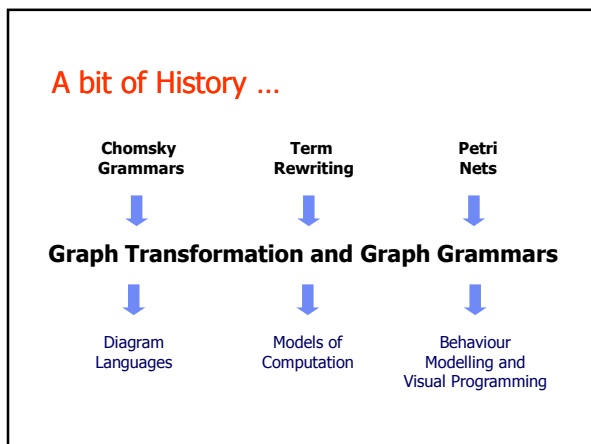 A bit of History ...
Chomsky
Grammars
Term
Rewriting
Petri
Nets
Graph Transformation and Graph Grammars
Diagram
Languages
Models of
Computation
Behaviour
Modelling and
Visual Programming